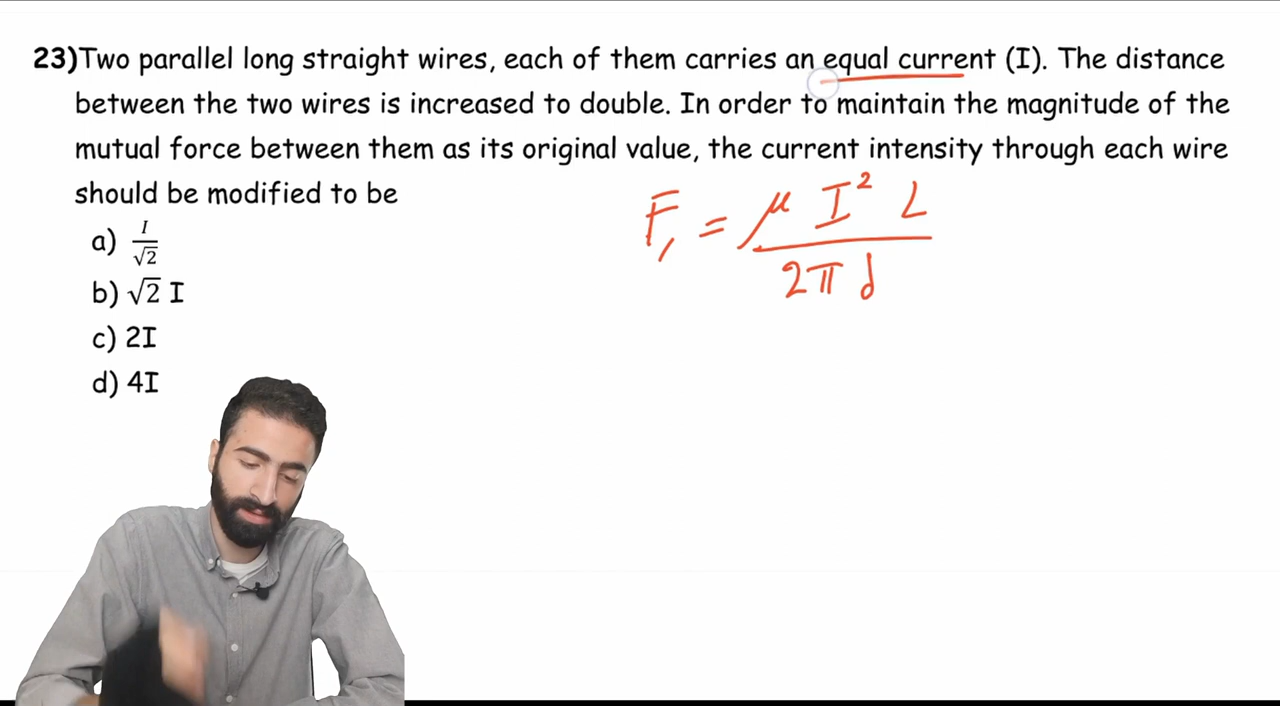 23)Two parallel long straight wires, each of them carries an equal current (I). The distance
between the two wires is increased to double. In order to maintain the magnitude of the
mutual force between them as its original value, the current intensity through each wire
should be modified to be
a) I/√2
b) √2 I
c) 2I
d) 4I
F₁ = μ I² L / 2π d